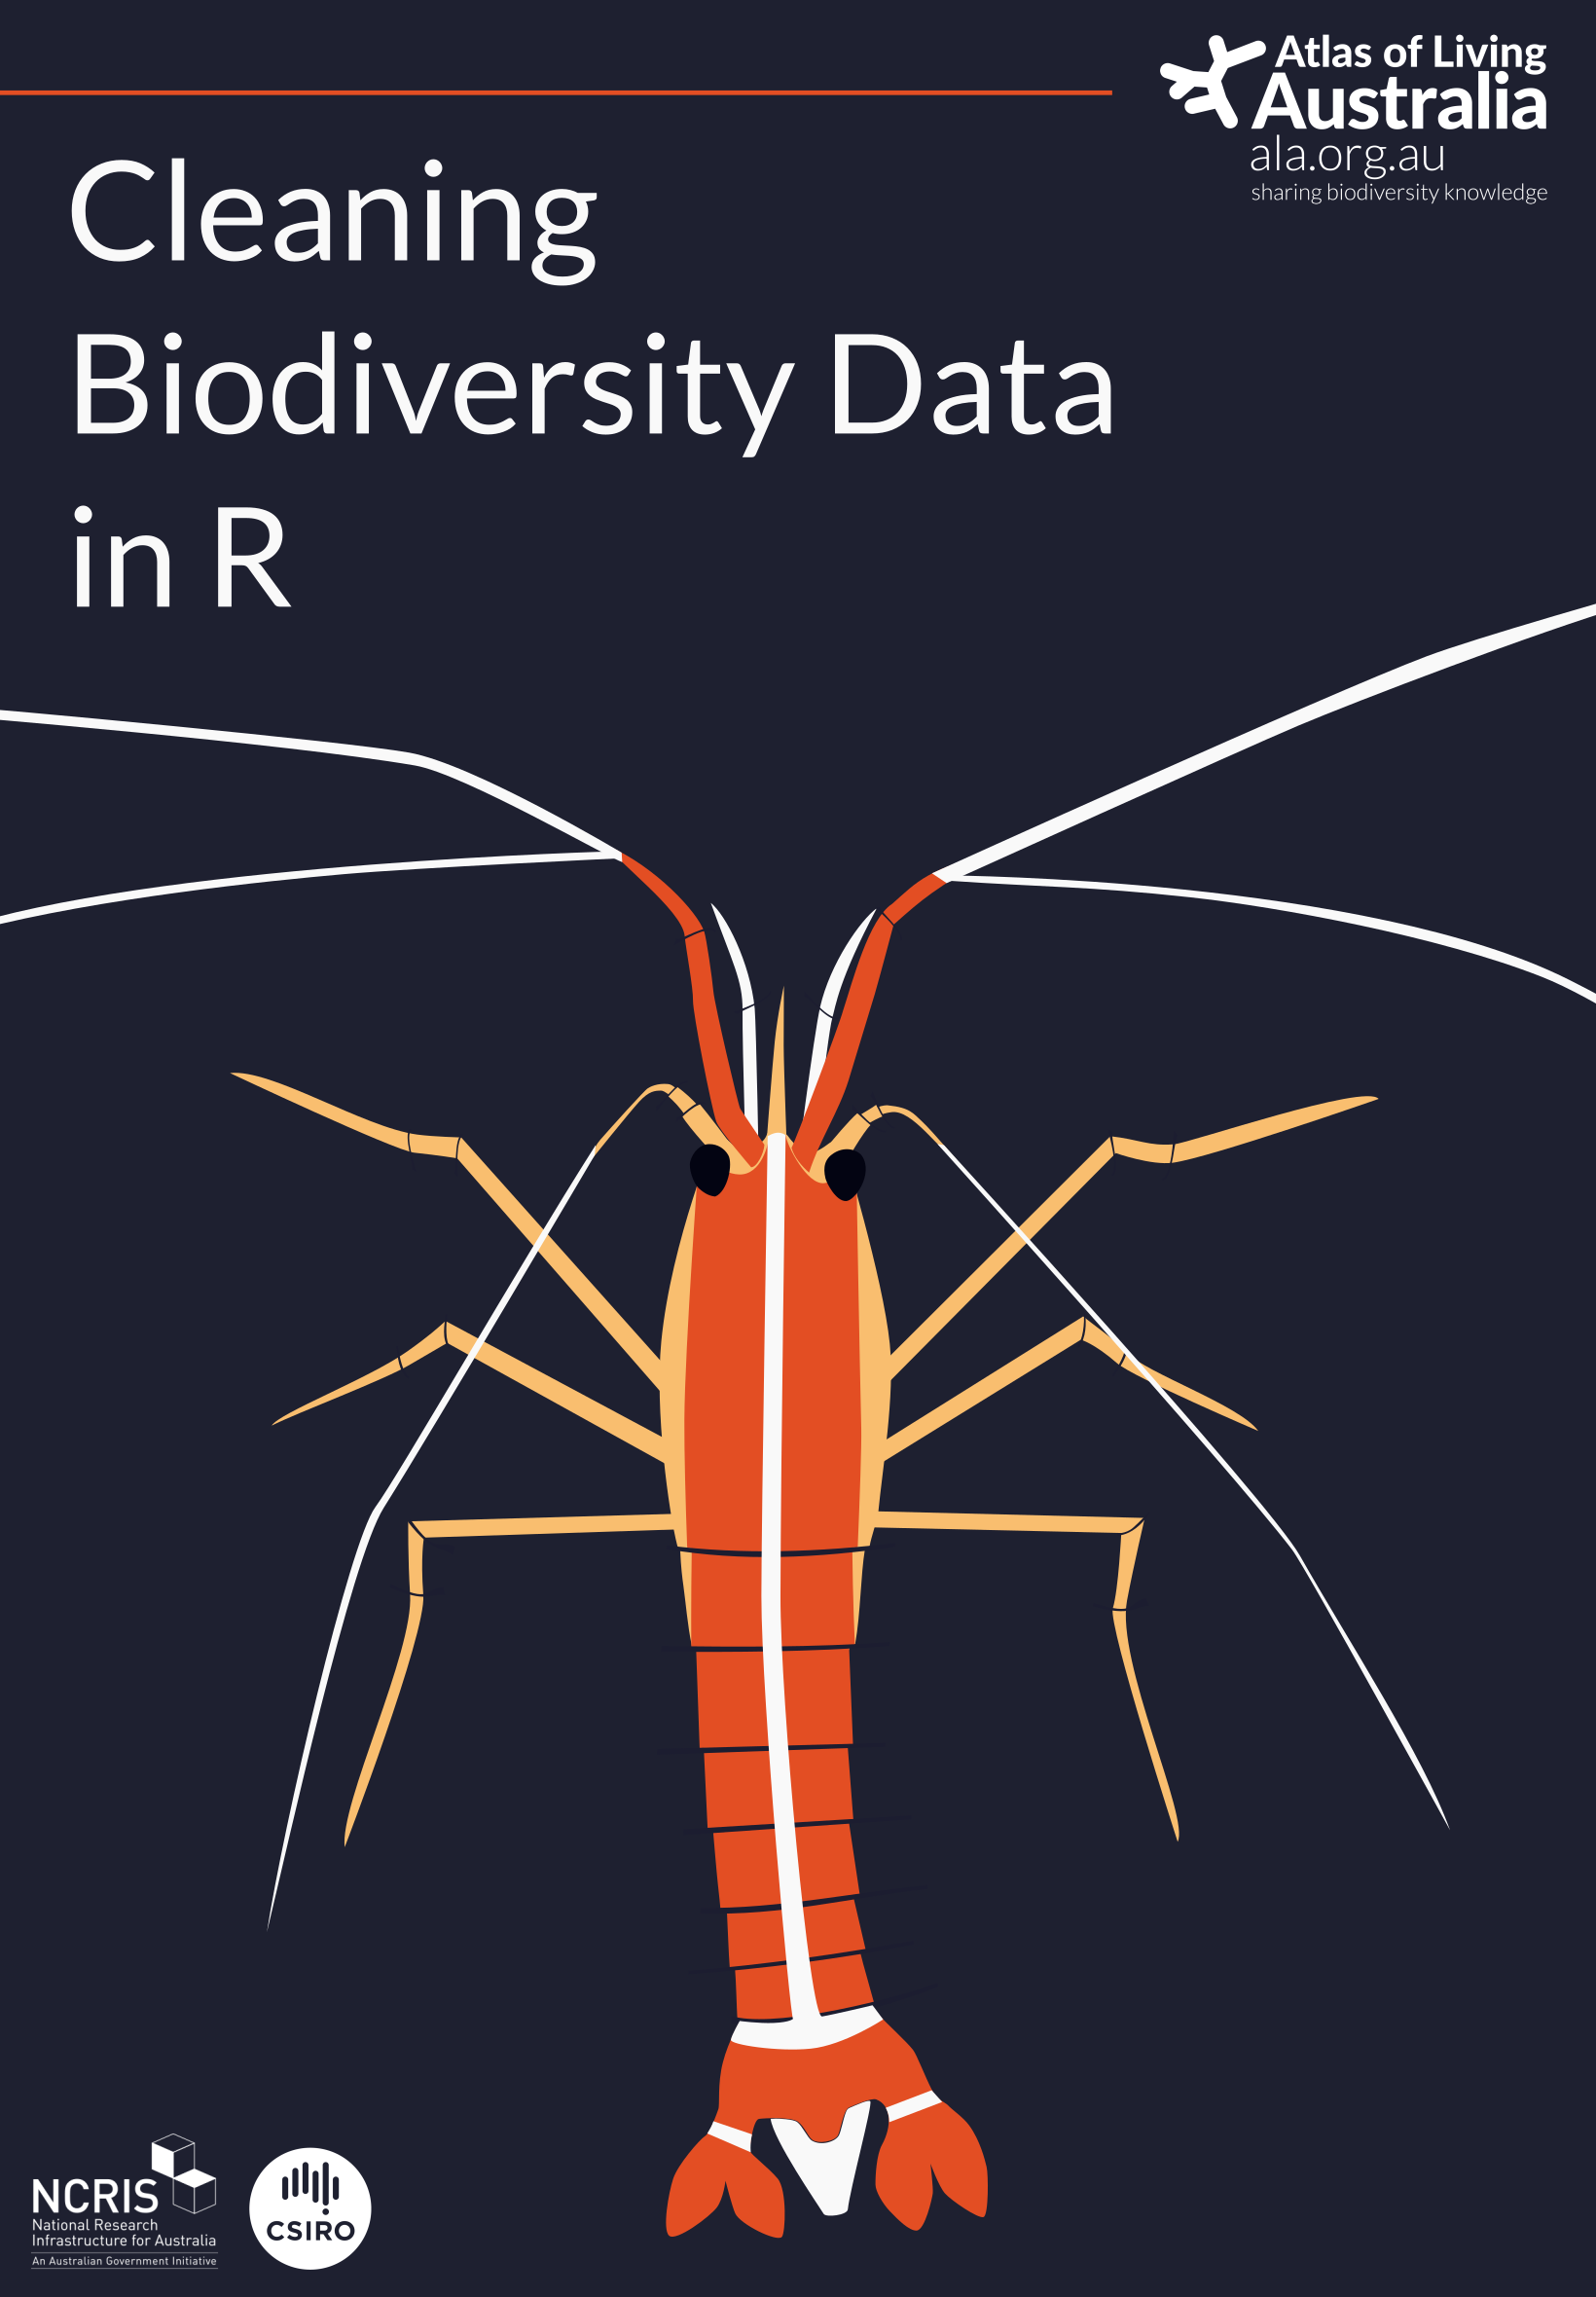 Atlas of Living
Australia
ala.org.au
sharing biodiversity knowledge
Cleaning
Biodiversity Data
in R
NCRIS
National Research
Infrastructure for Australia
An Australian Government Initiative
CSIRO